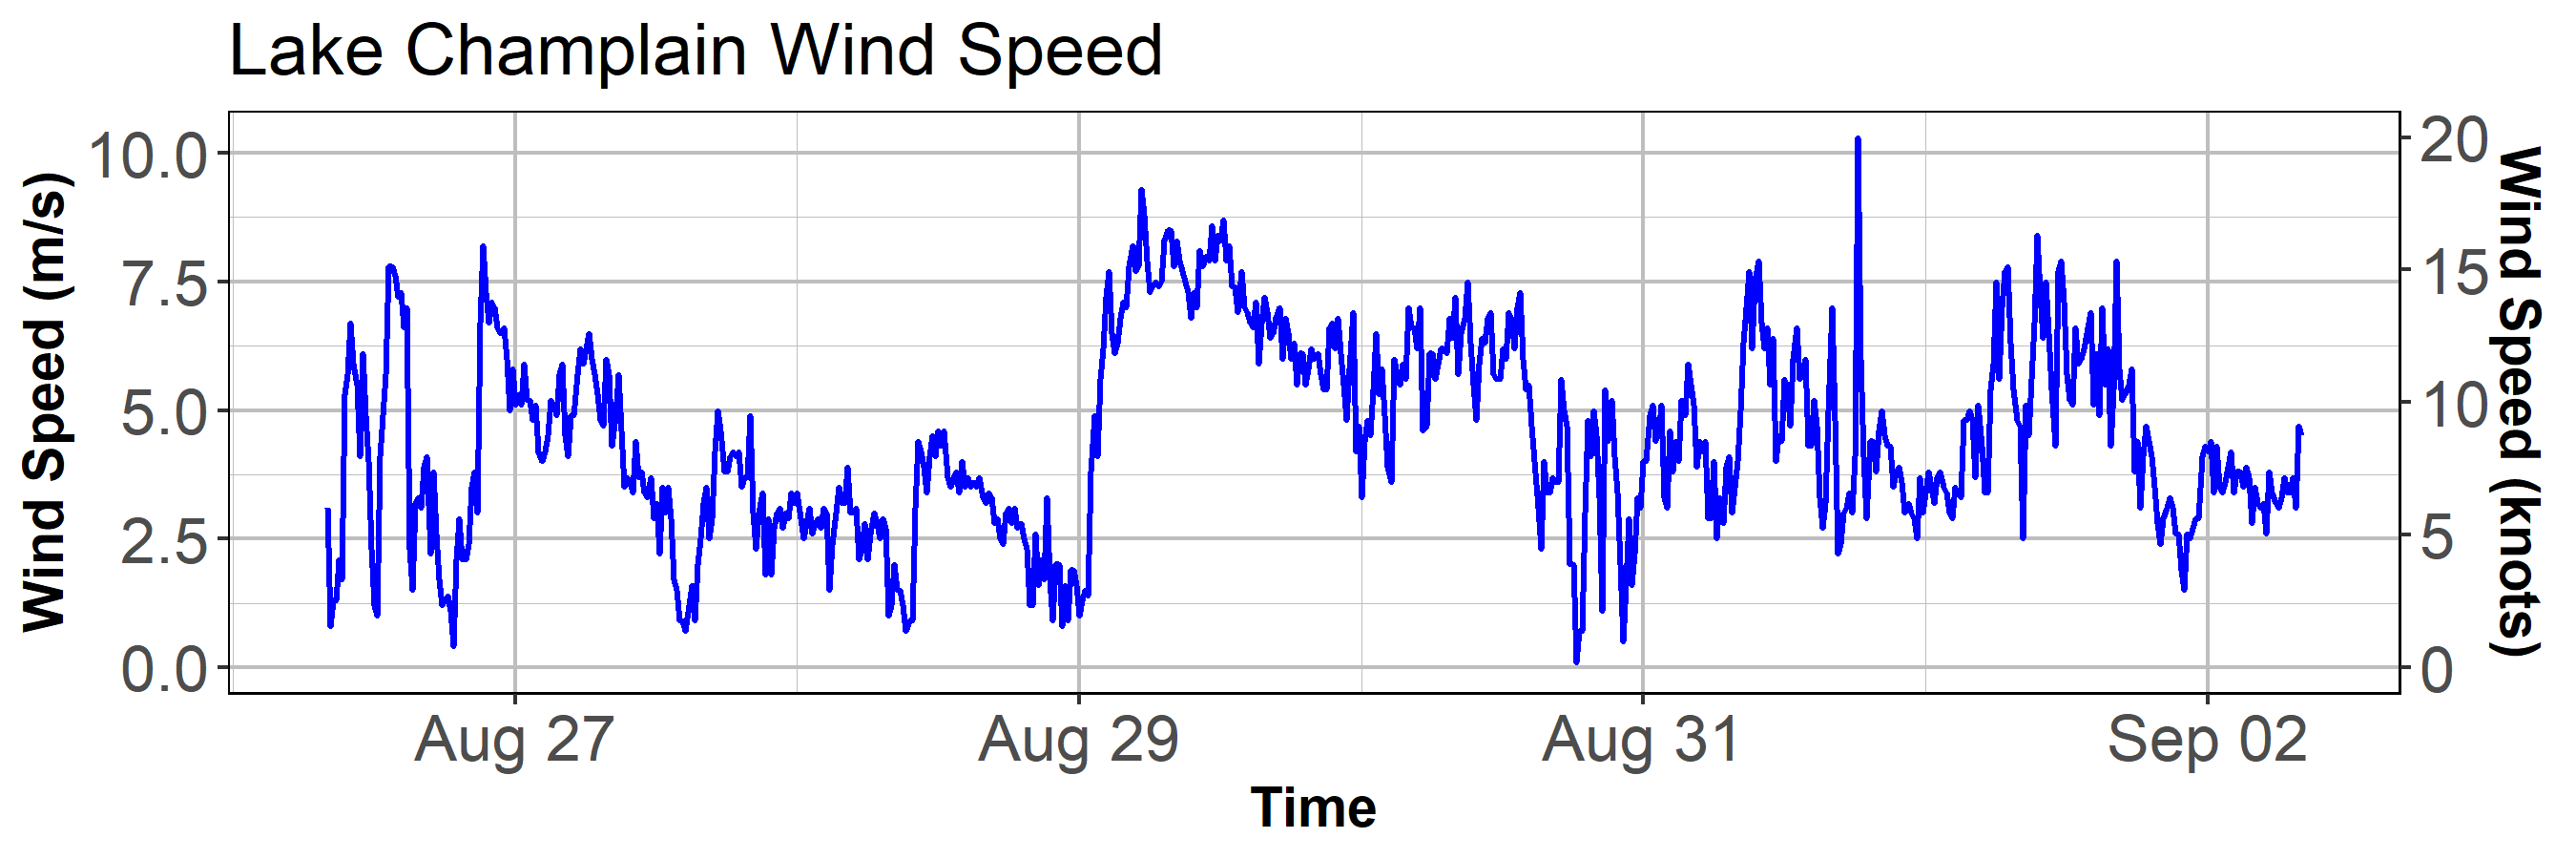 Lake Champlain Wind Speed
Wind Speed (m/s)
10.0
7.5
5.0
2.5
0.0
20
15
10
5
0
Wind Speed (knots)
Aug 27
Aug 29
Aug 31
Sep 02
Time